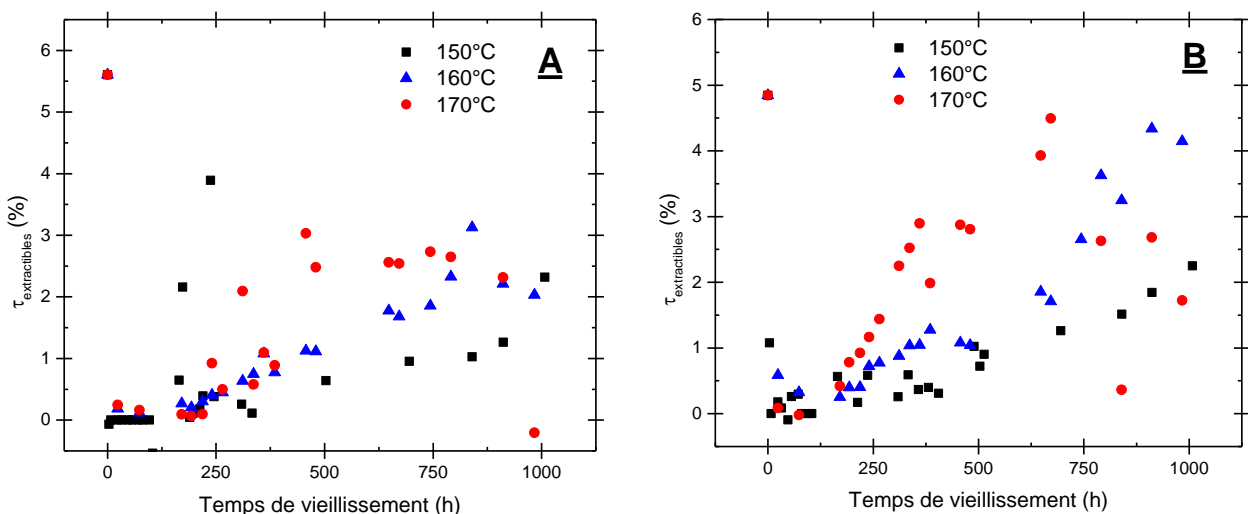 A
150°C
160°C
170°C
6
5
4
3
2
1
0
τextractibles (%)
0
250
500
750
1000
Temps de vieillissement (h)
B
150°C
160°C
170°C
6
5
4
3
2
1
0
τextractibles (%)
0
250
500
750
1000
Temps de vieillissement (h)